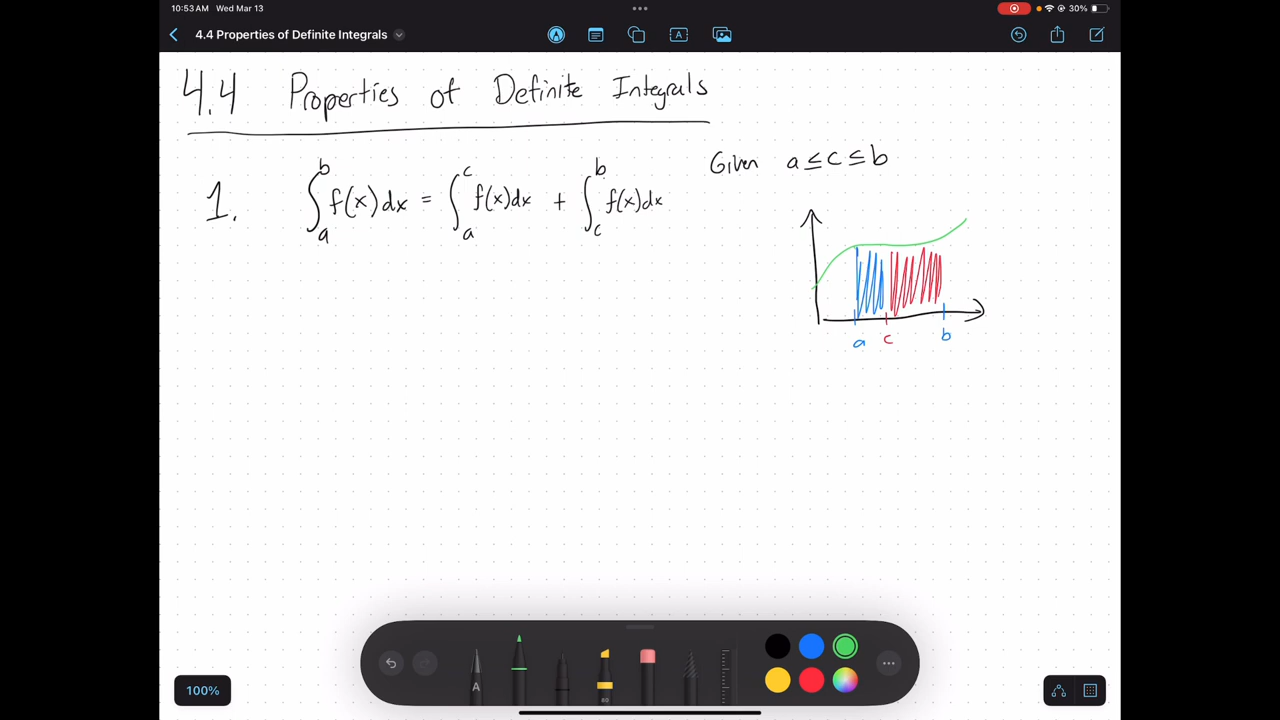 10:53 AM Wed Mar 13
30%
4.4 Properties of Definite Integrals
4.4 Properties of Definite Integrals
1. ∫_a^b f(x)dx = ∫_a^c f(x)dx + ∫_c^b f(x)dx
Given a ≤ c ≤ b
a c b
A
80
100%